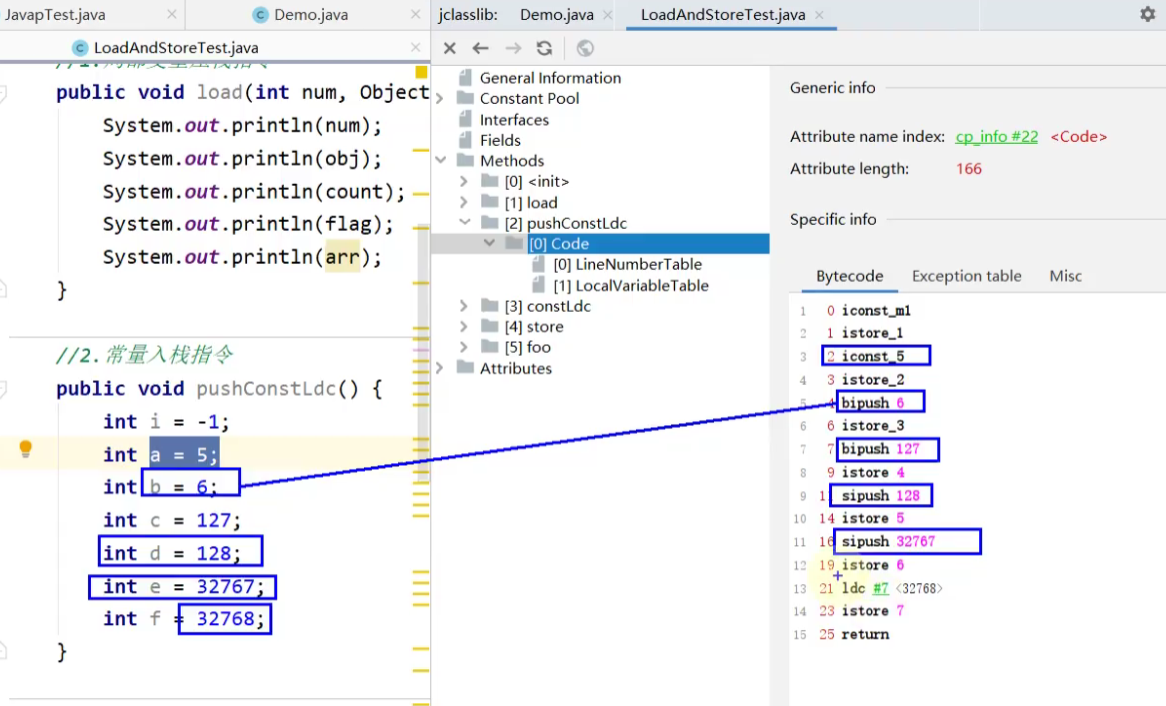 JavapTest.java
Demo.java
jclasslib:
Demo.java
LoadAndStoreTest.java
LoadAndStoreTest.java
public void load(int num, Object
System.out.println(num);
System.out.println(obj);
System.out.println(count);
System.out.println(flag);
System.out.println(arr);
}
//2.常量入栈指令
public void pushConstLdc() {
int i = -1;
int a = 5;
int b = 6;
int c = 127;
int d = 128;
int e = 32767;
int f = 32768;
}
General Information
Constant Pool
Interfaces
Fields
Methods
[0] <init>
[1] load
[2] pushConstLdc
[0] Code
[0] LineNumberTable
[1] LocalVariableTable
[3] constLdc
[4] store
[5] foo
Attributes
Generic info
Attribute name index: cp_info #22 <Code>
Attribute length: 166
Specific info
Bytecode Exception table Misc
1 0 iconst_m1
2 1 istore_1
3 2 iconst_5
4 3 istore_2
5 4 bipush 6
6 6 istore_3
7 7 bipush 127
8 9 istore 4
9 sipush 128
10 14 istore 5
11 16 sipush 32767
12 19 istore 6
13 21 ldc #7 <32768>
14 23 istore 7
15 25 return